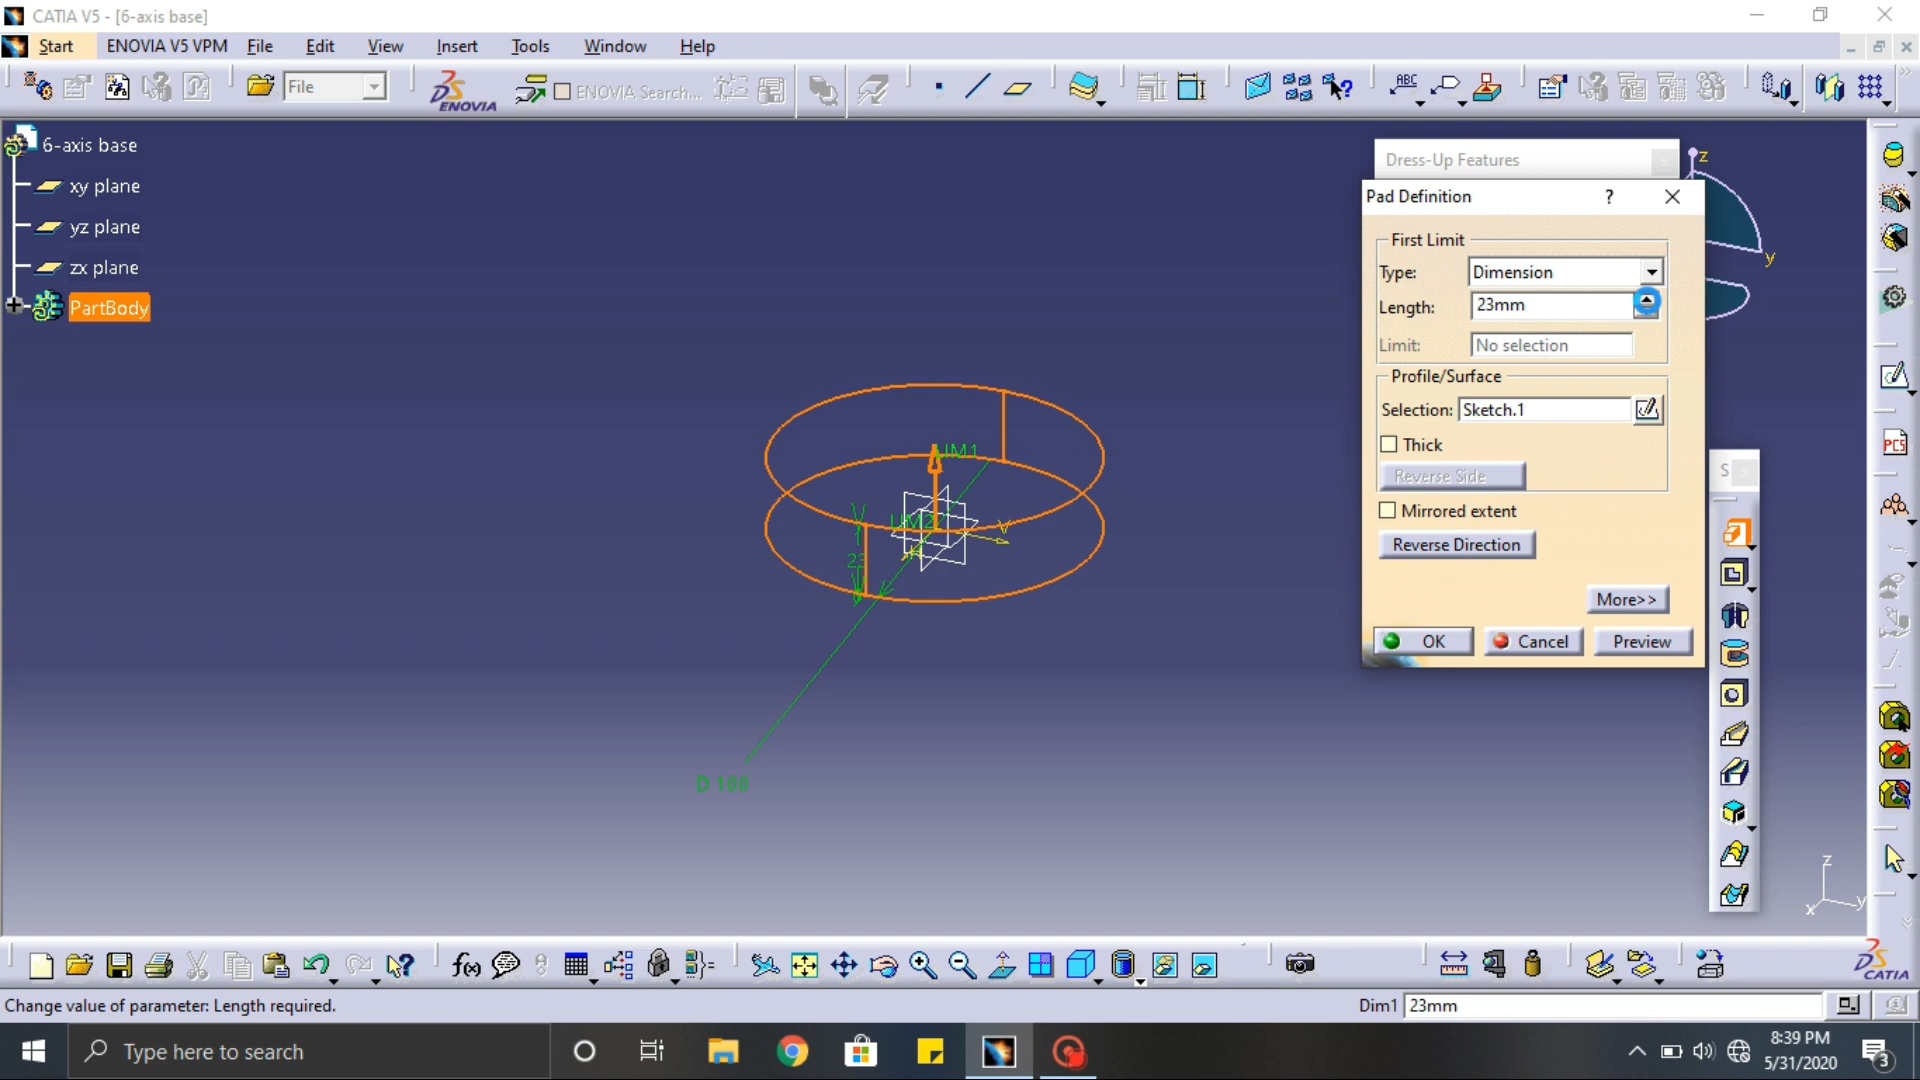 CATIA V5 - [6-axis base]
Start ENOVIA V5 VPM File Edit View Insert Tools Window Help
File
ENOVIA
ENOVIA Search...
ABC
6-axis base
xy plane
yz plane
zx plane
PartBody
Dress-Up Features
z
y
Pad Definition ?
First Limit
Type: Dimension
Length: 23mm
Limit: No selection
Profile/Surface
Selection: Sketch.1
Thick
Reverse Side
Mirrored extent
Reverse Direction
More>>
OK Cancel Preview
S
PCS
LIM1
LIM2
V
H
z
x
y
f(x)
CATIA
Change value of parameter: Length required.
Dim1 23mm
Type here to search
8:39 PM
5/31/2020
3